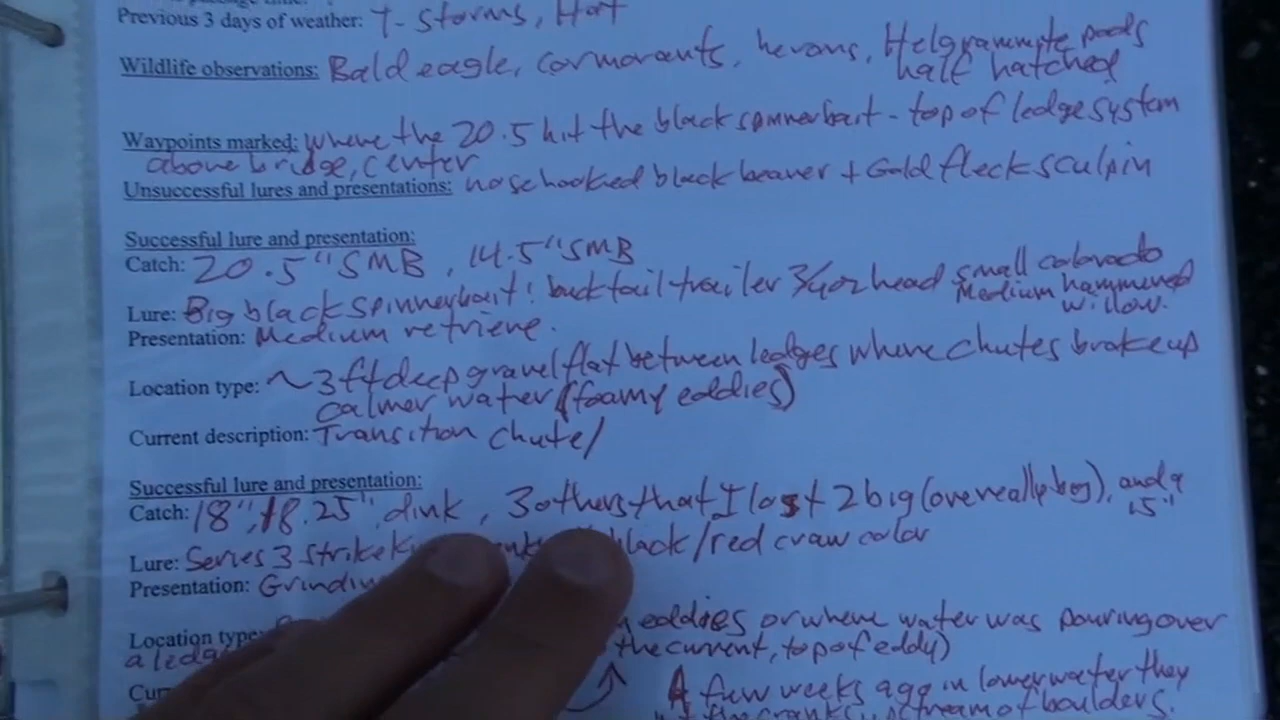 Previous 3 days of weather: T-storms, Hot
Wildlife observations: Bald eagle, cormorants, herons, Helgrammyte pods
half hatched
Waypoints marked: where the 20.5 hit the black spinnerbait - top of ledge system
above bridge, center
Unsuccessful lures and presentations: nose hooked black beaver + Gold fleck sculpin
Successful lure and presentation:
Catch: 20.5" SMB, 14.5" SMB
Lure: Big black spinnerbait! bucktail trailer 3/4oz head small colorado
Medium hammered
willow.
Presentation: Medium retrieve.
Location type: ~3ft deep gravel flat between ledges where chutes broke up
calmer water (foamy eddies)
Current description: Transition chute/
Successful lure and presentation:
Catch: 18", 18.25", dink, 3 others that I lost 2 big (one really big), and a
15"
Lure: Series 3 Strike black/red craw color
Presentation:
Location type eddies or where water was pouring over
a the current, top of eddy)
A few weeks ago in lower water they
of boulders.